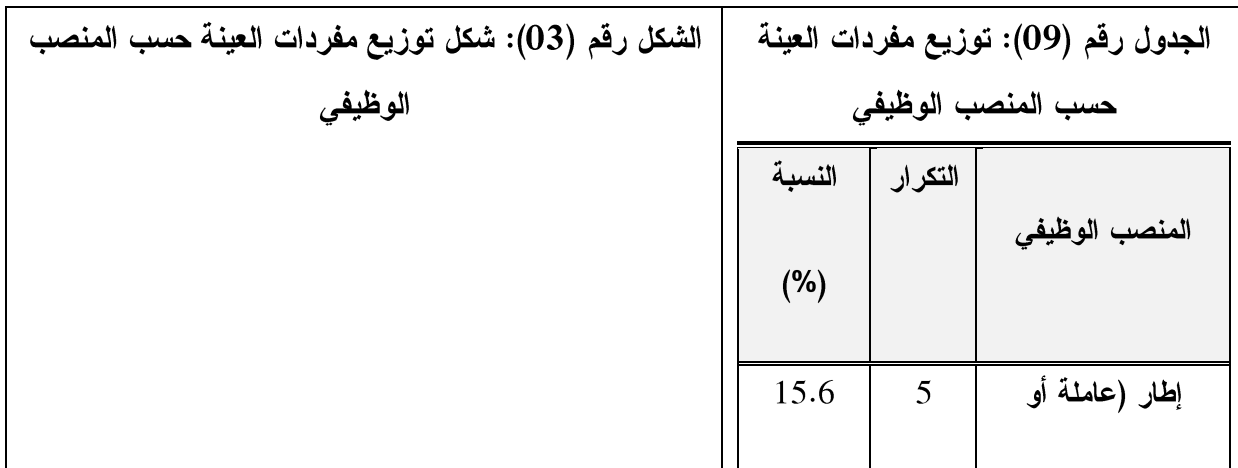 الجدول رقم (09): توزيع مفردات العينة
حسب المنصب الوظيفي
المنصب الوظيفي
التكرار
النسبة
(%)
إطار (عاملة أو
5
15.6
الشكل رقم (03): شكل توزيع مفردات العينة حسب المنصب
الوظيفي